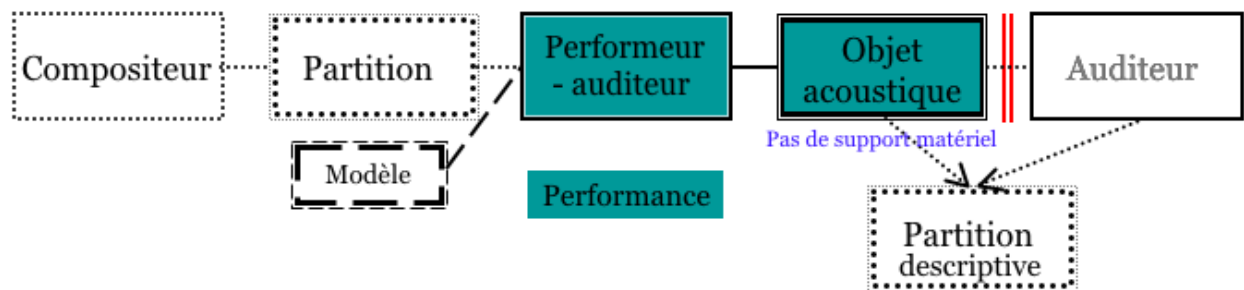 Compositeur
Partition
Performeur
- auditeur
Objet
acoustique
Auditeur
Pas de support matériel
Modèle
Performance
Partition
descriptive